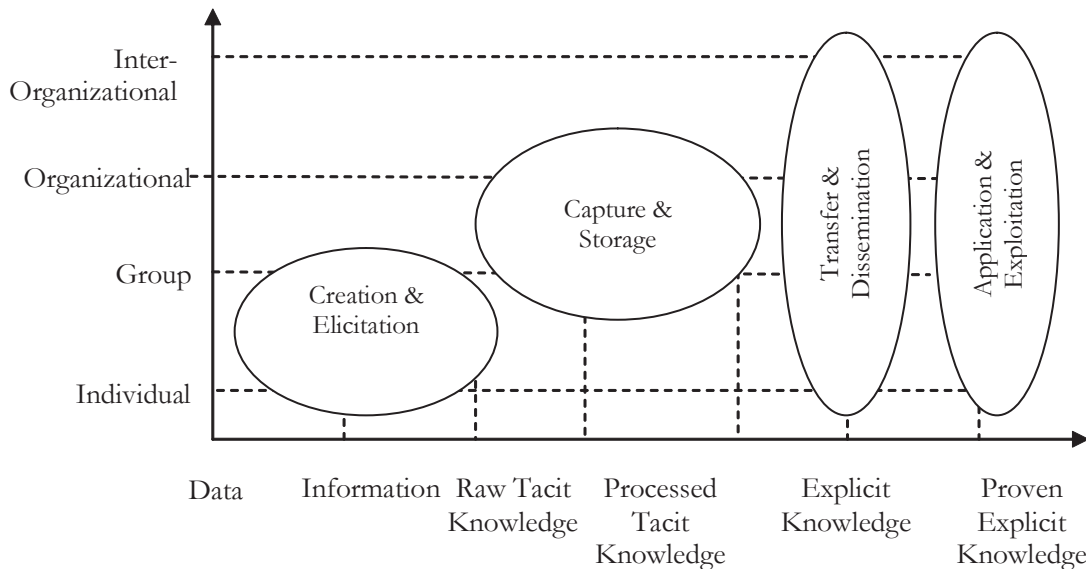 Inter-
Organizational
Organizational
Group
Individual
Creation &
Elicitation
Capture &
Storage
Transfer &
Dissemination
Application &
Exploitation
Data
Information
Raw Tacit
Knowledge
Processed
Tacit
Knowledge
Explicit
Knowledge
Proven
Explicit
Knowledge